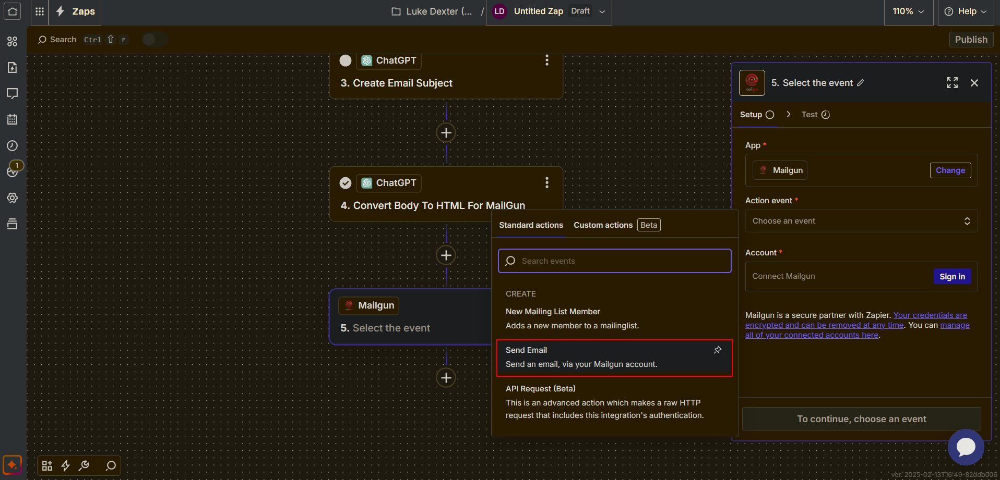 Zaps
Luke Dexter (... / LD Untitled Zap Draft
110%
Help
Search Ctrl ⇧ F
Publish
ChatGPT
3. Create Email Subject
ChatGPT
4. Convert Body To HTML For MailGun
Mailgun
5. Select the event
Standard actions Custom actions Beta
Search events
CREATE
New Mailing List Member
Adds a new member to a mailinglist.
Send Email
Send an email, via your Mailgun account.
API Request (Beta)
This is an advanced action which makes a raw HTTP
request that includes this integration's authentication.
mailgun
5. Select the event
Setup Test
App *
Mailgun Change
Action event *
Choose an event
Account *
Connect Mailgun Sign in
Mailgun is a secure partner with Zapier. Your credentials are
encrypted and can be removed at any time. You can manage
all of your connected accounts here.
To continue, choose an event
1
ver. 2025-02-13T16:49-82ddb006